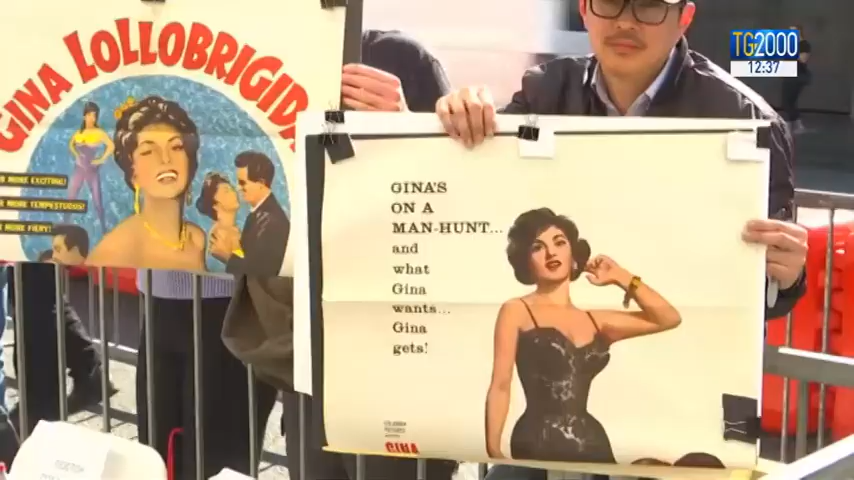 GINA LOLLOBRIGIDA
MORE EXCITING!
MORE TEMPESTUOUS!
MORE FIERY!
GINA'S
ON A
MAN-HUNT...
and
what
Gina
wants...
Gina
gets!
GINA
TG2000
12:37